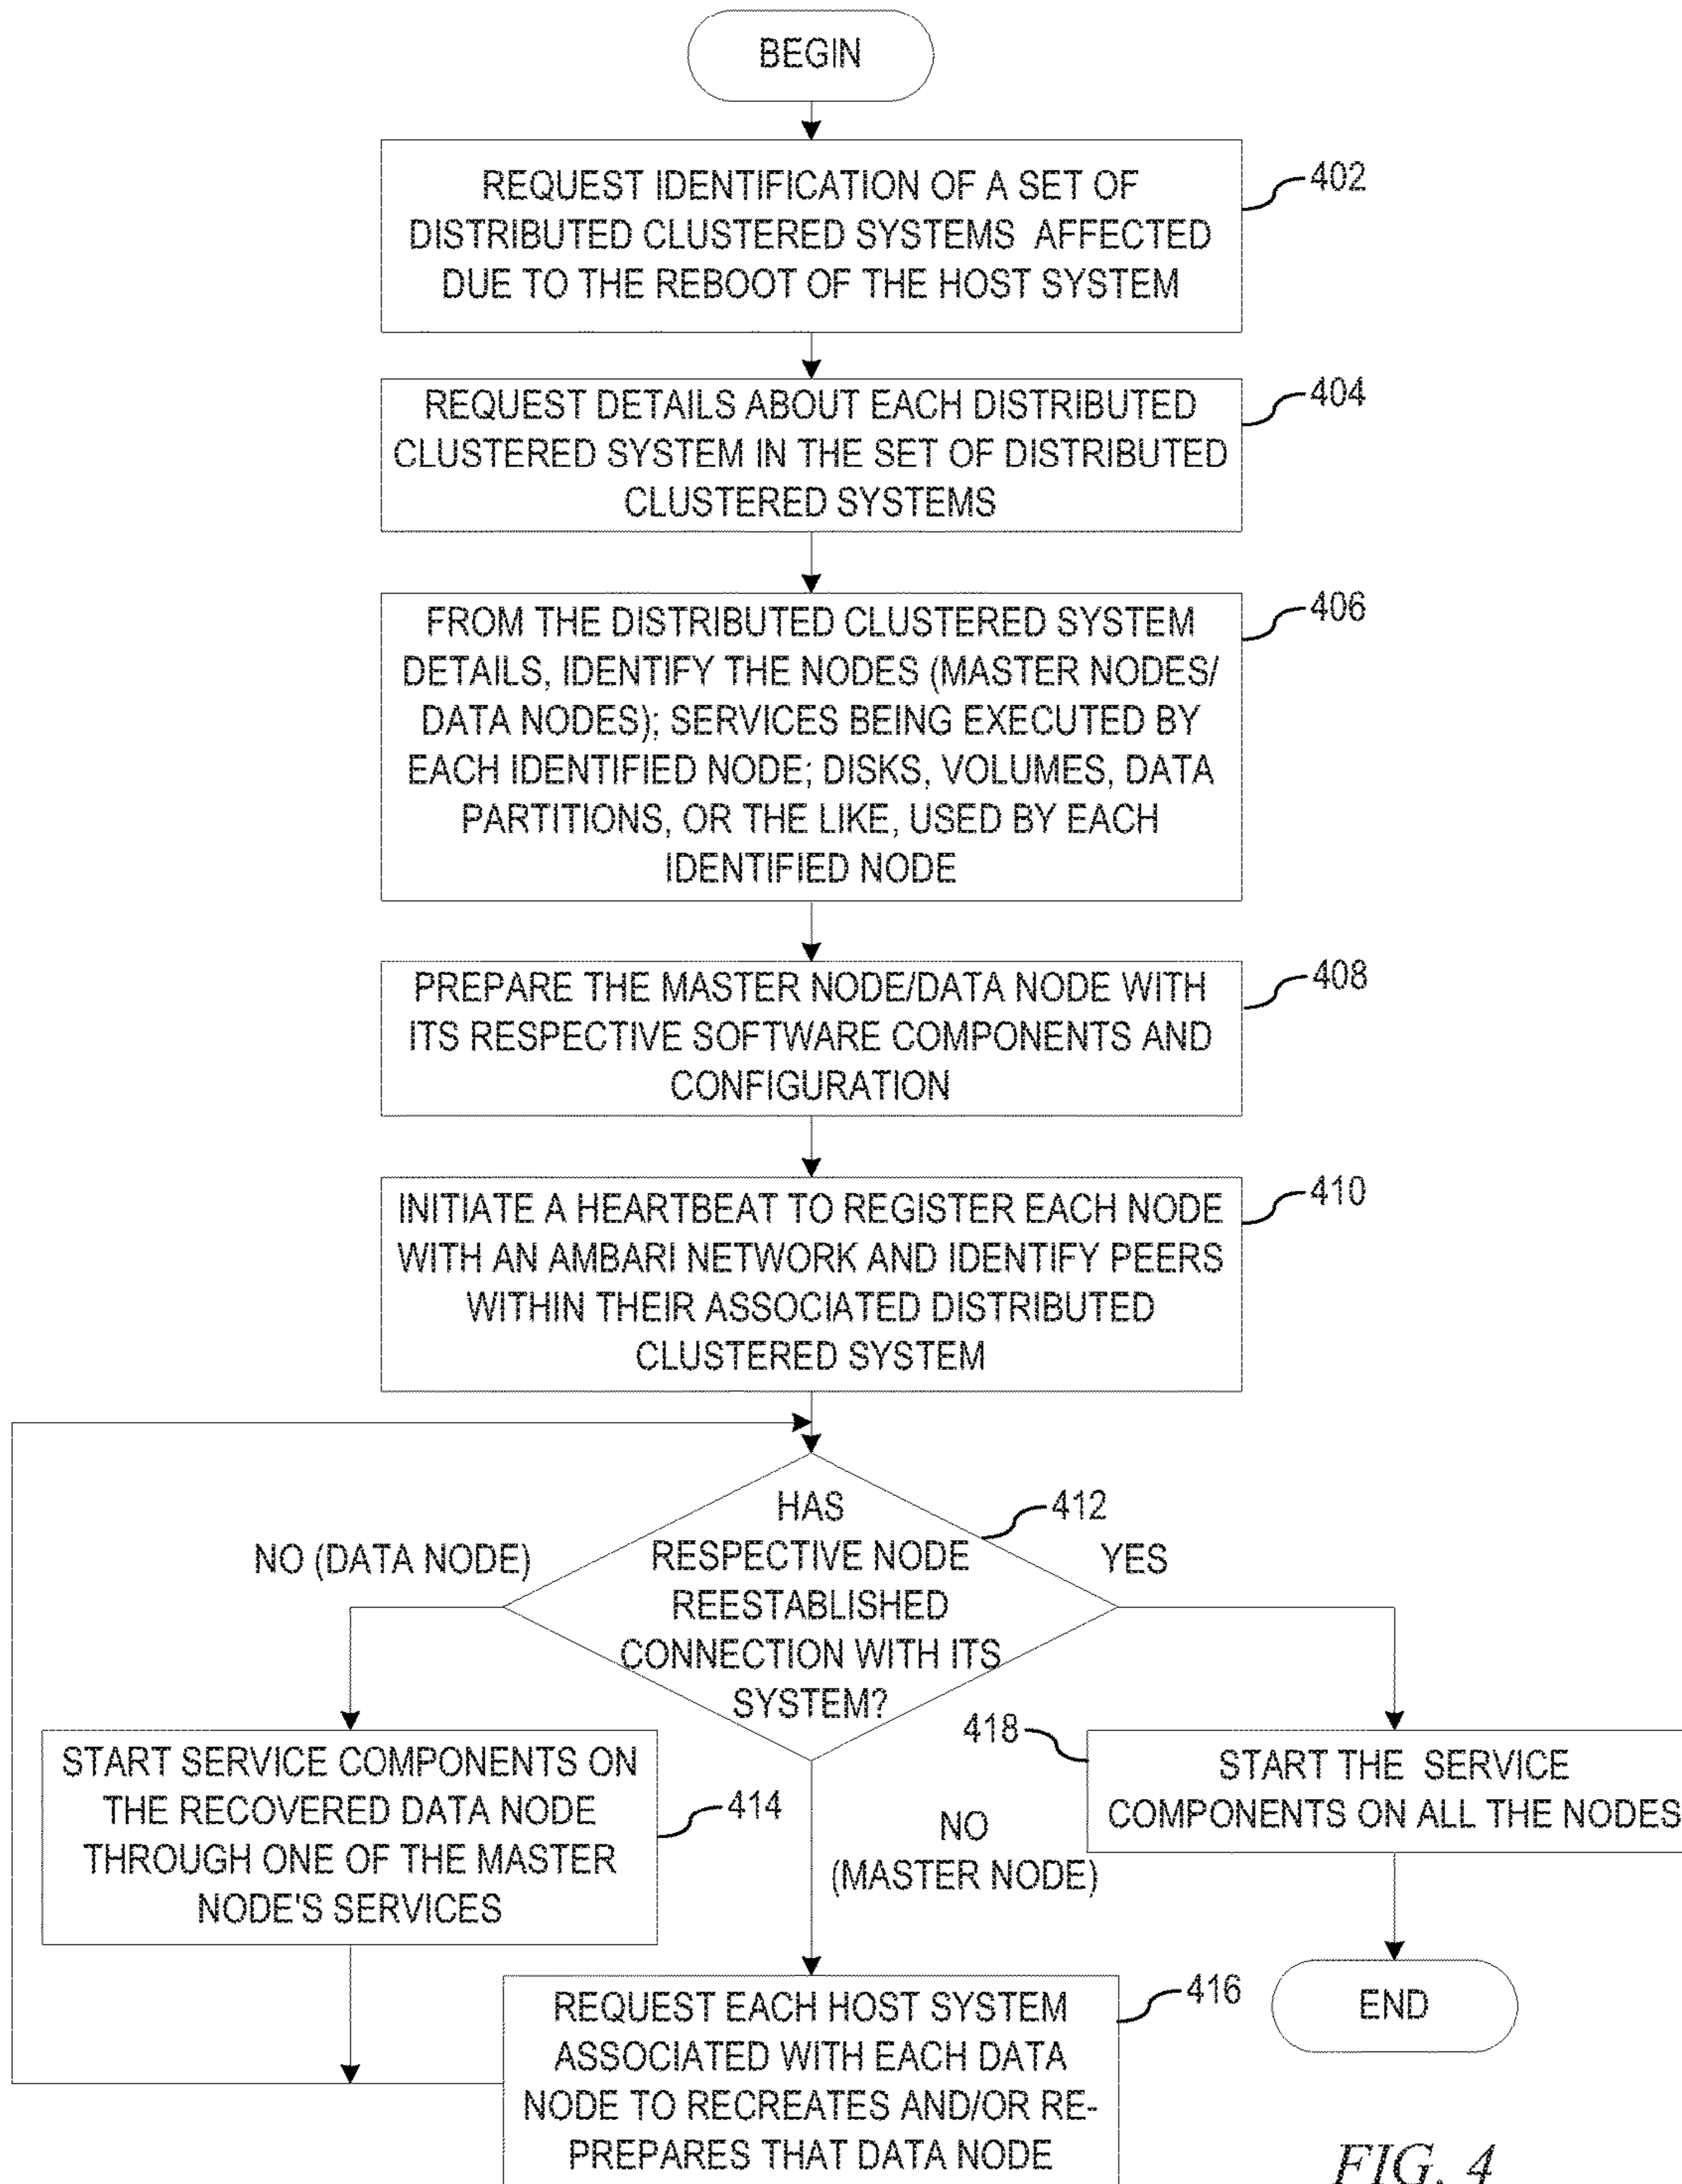 BEGIN
REQUEST IDENTIFICATION OF A SET OF
DISTRIBUTED CLUSTERED SYSTEMS AFFECTED
DUE TO THE REBOOT OF THE HOST SYSTEM
402
REQUEST DETAILS ABOUT EACH DISTRIBUTED
CLUSTERED SYSTEM IN THE SET OF DISTRIBUTED
CLUSTERED SYSTEMS
404
FROM THE DISTRIBUTED CLUSTERED SYSTEM
DETAILS, IDENTIFY THE NODES (MASTER NODES/
DATA NODES); SERVICES BEING EXECUTED BY
EACH IDENTIFIED NODE; DISKS, VOLUMES, DATA
PARTITIONS, OR THE LIKE, USED BY EACH
IDENTIFIED NODE
406
PREPARE THE MASTER NODE/DATA NODE WITH
ITS RESPECTIVE SOFTWARE COMPONENTS AND
CONFIGURATION
408
INITIATE A HEARTBEAT TO REGISTER EACH NODE
WITH AN AMBARI NETWORK AND IDENTIFY PEERS
WITHIN THEIR ASSOCIATED DISTRIBUTED
CLUSTERED SYSTEM
410
HAS
RESPECTIVE NODE
REESTABLISHED
CONNECTION WITH ITS
SYSTEM?
412
NO (DATA NODE)
YES
START SERVICE COMPONENTS ON
THE RECOVERED DATA NODE
THROUGH ONE OF THE MASTER
NODE'S SERVICES
414
NO
(MASTER NODE)
418
START THE SERVICE
COMPONENTS ON ALL THE NODES
REQUEST EACH HOST SYSTEM
ASSOCIATED WITH EACH DATA
NODE TO RECREATES AND/OR RE-
PREPARES THAT DATA NODE
416
END
FIG. 4